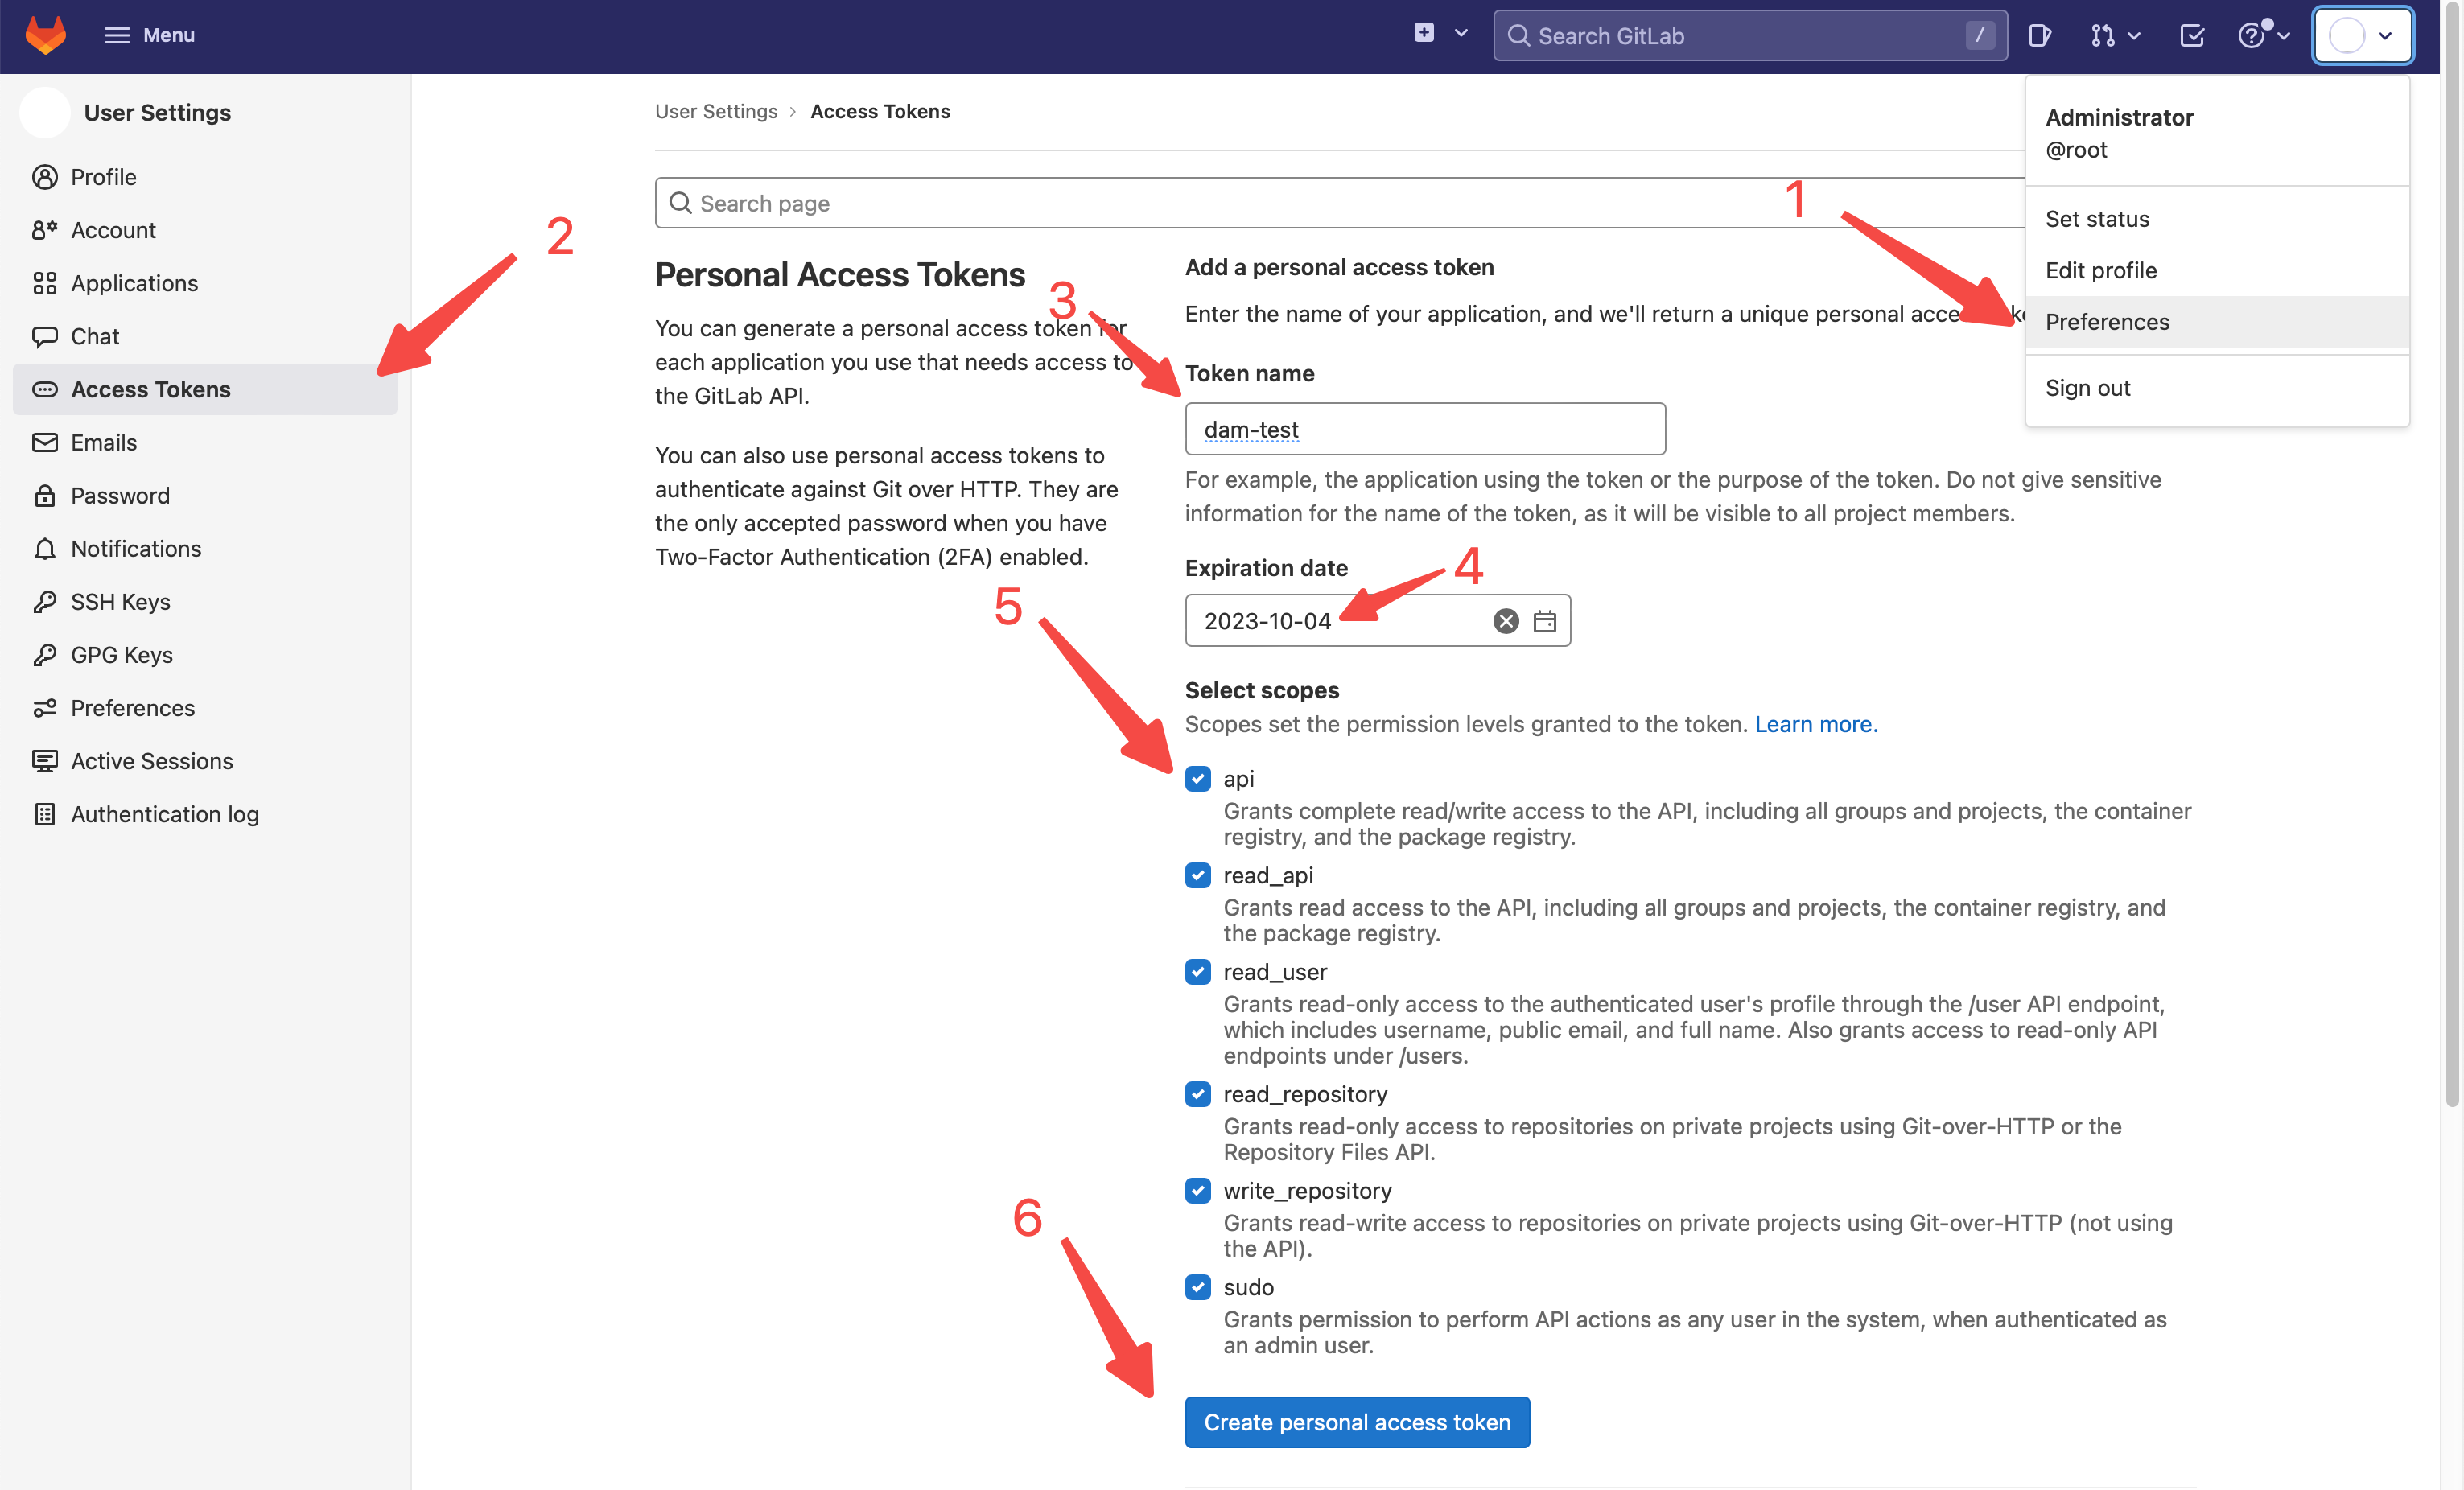 Menu
Search GitLab
/
User Settings
Profile
Account
Applications
Chat
Access Tokens
Emails
Password
Notifications
SSH Keys
GPG Keys
Preferences
Active Sessions
Authentication log
2
User Settings › Access Tokens
Search page
Personal Access Tokens
You can generate a personal access token for
each application you use that needs access to
the GitLab API.
You can also use personal access tokens to
authenticate against Git over HTTP. They are
the only accepted password when you have
Two-Factor Authentication (2FA) enabled.
Add a personal access token
Enter the name of your application, and we'll return a unique personal
3
Token name
dam-test
For example, the application using the token or the purpose of the token. Do not give sensitive
information for the name of the token, as it will be visible to all project members.
Expiration date
4
2023-10-04
5
Select scopes
Scopes set the permission levels granted to the token. Learn more.
api
Grants complete read/write access to the API, including all groups and projects, the container
registry, and the package registry.
read_api
Grants read access to the API, including all groups and projects, the container registry, and
the package registry.
read_user
Grants read-only access to the authenticated user's profile through the /user API endpoint,
which includes username, public email, and full name. Also grants access to read-only API
endpoints under /users.
read_repository
Grants read-only access to repositories on private projects using Git-over-HTTP or the
Repository Files API.
write_repository
Grants read-write access to repositories on private projects using Git-over-HTTP (not using
the API).
sudo
Grants permission to perform API actions as any user in the system, when authenticated as
an admin user.
6
Create personal access token
Administrator
@root
1
Set status
Edit profile
Preferences
Sign out